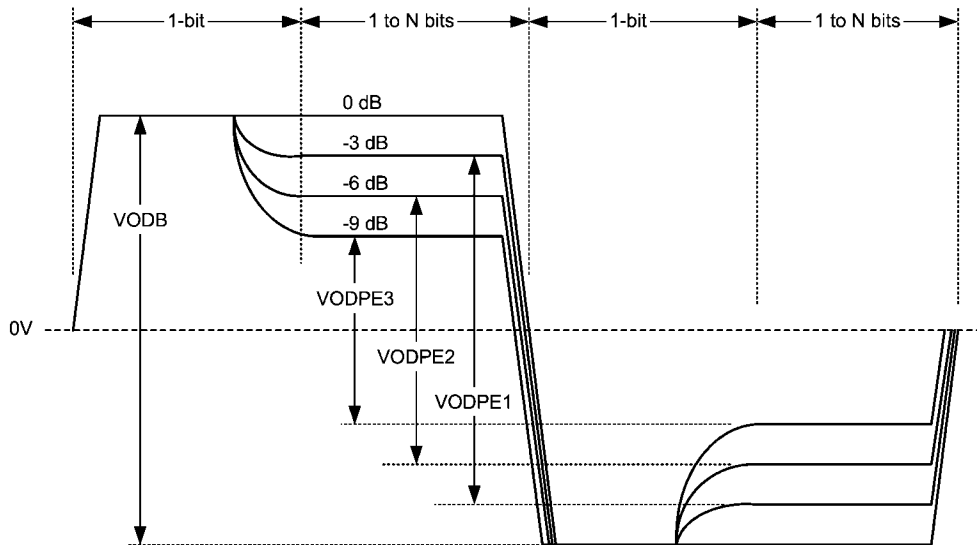 1-bit 1 to N bits 1-bit 1 to N bits
0 dB
-3 dB
-6 dB
-9 dB
VODB
VODPE3
0V
VODPE2
VODPE1